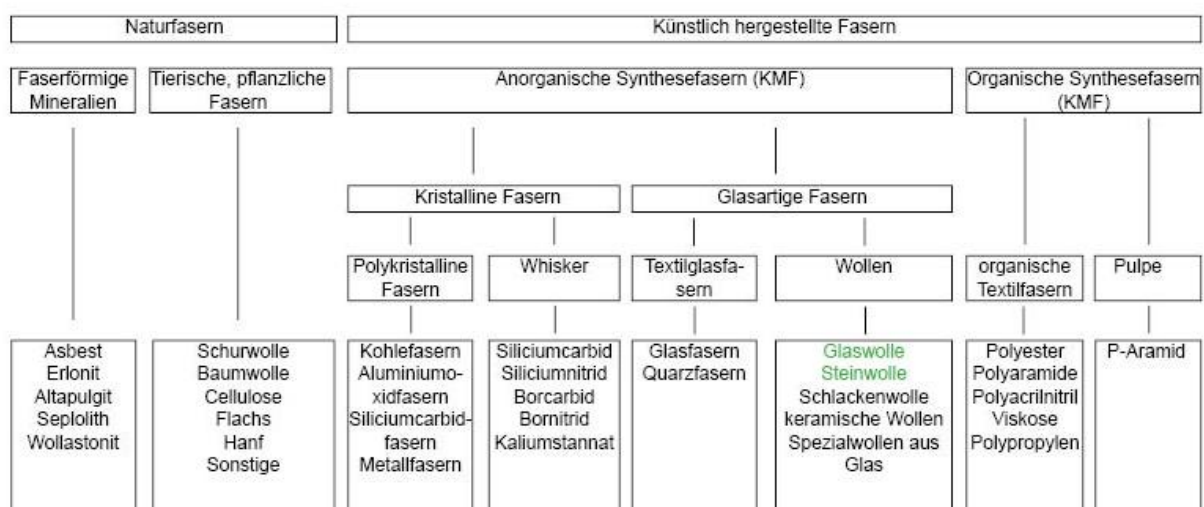 Naturfasern
Künstlich hergestellte Fasern
Faserförmige
Mineralien
Tierische, pflanzliche
Fasern
Anorganische Synthesefasern (KMF)
Organische Synthesefasern
(KMF)
Kristalline Fasern
Glasartige Fasern
Polykristalline
Fasern
Whisker
Textilglasfa-
sern
Wollen
organische
Textilfasern
Pulpe
Asbest
Erlonit
Altapulgit
Seplolith
Wollastonit
Schurwolle
Baumwolle
Cellulose
Flachs
Hanf
Sonstige
Kohlefasern
Aluminiumo-
xidfasern
Siliciumcarbid-
fasern
Metallfasern
Siliciumcarbid
Siliciumnitrid
Borcarbid
Bornitrid
Kaliumstannat
Glasfasern
Quarzfasern
Glaswolle
Steinwolle
Schlackenwolle
keramische Wollen
Spezialwollen aus
Glas
Polyester
Polyaramide
Polyacrilnitril
Viskose
Polypropylen
P-Aramid